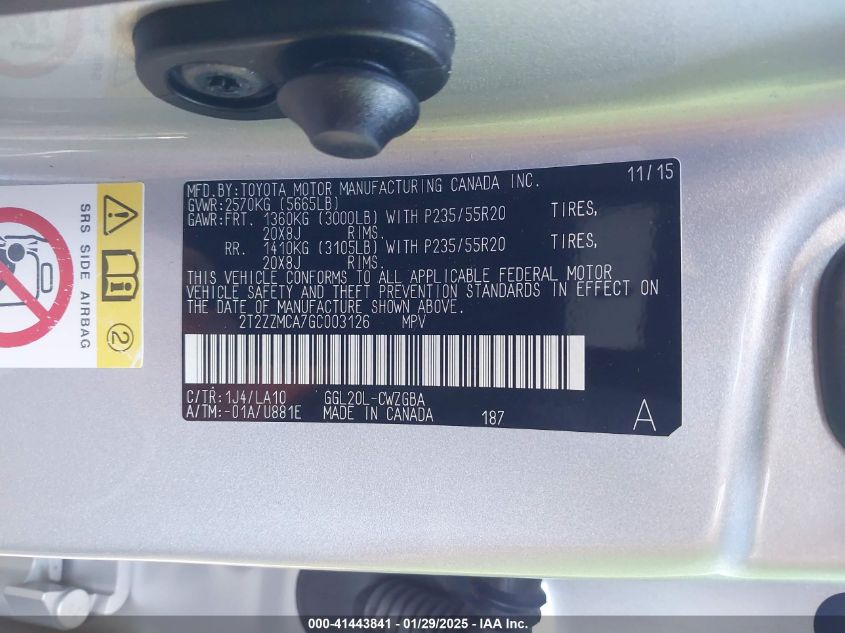 MFD.BY:TOYOTA MOTOR MANUFACTURING CANADA INC. 11/15
GVWR:2570KG (5665LB)
GAWR:FRT. 1360KG (3000LB) WITH P235/55R20 TIRES,
20X8J RIMS.
RR. 1410KG (3105LB) WITH P235/55R20 TIRES,
20X8J RIMS.
THIS VEHICLE CONFORMS TO ALL APPLICABLE FEDERAL MOTOR
VEHICLE SAFETY AND THEFT PREVENTION STANDARDS IN EFFECT ON
THE DATE OF MANUFACTURE SHOWN ABOVE.
2T2ZZMCA7GC003126 MPV
C/TR:1J4/LA10 GGL20L-CWZGBA
A/TM:-01A/U881E MADE IN CANADA 187 A
SRS SIDE AIRBAG
2
000-41443841 - 01/29/2025 - IAA Inc.